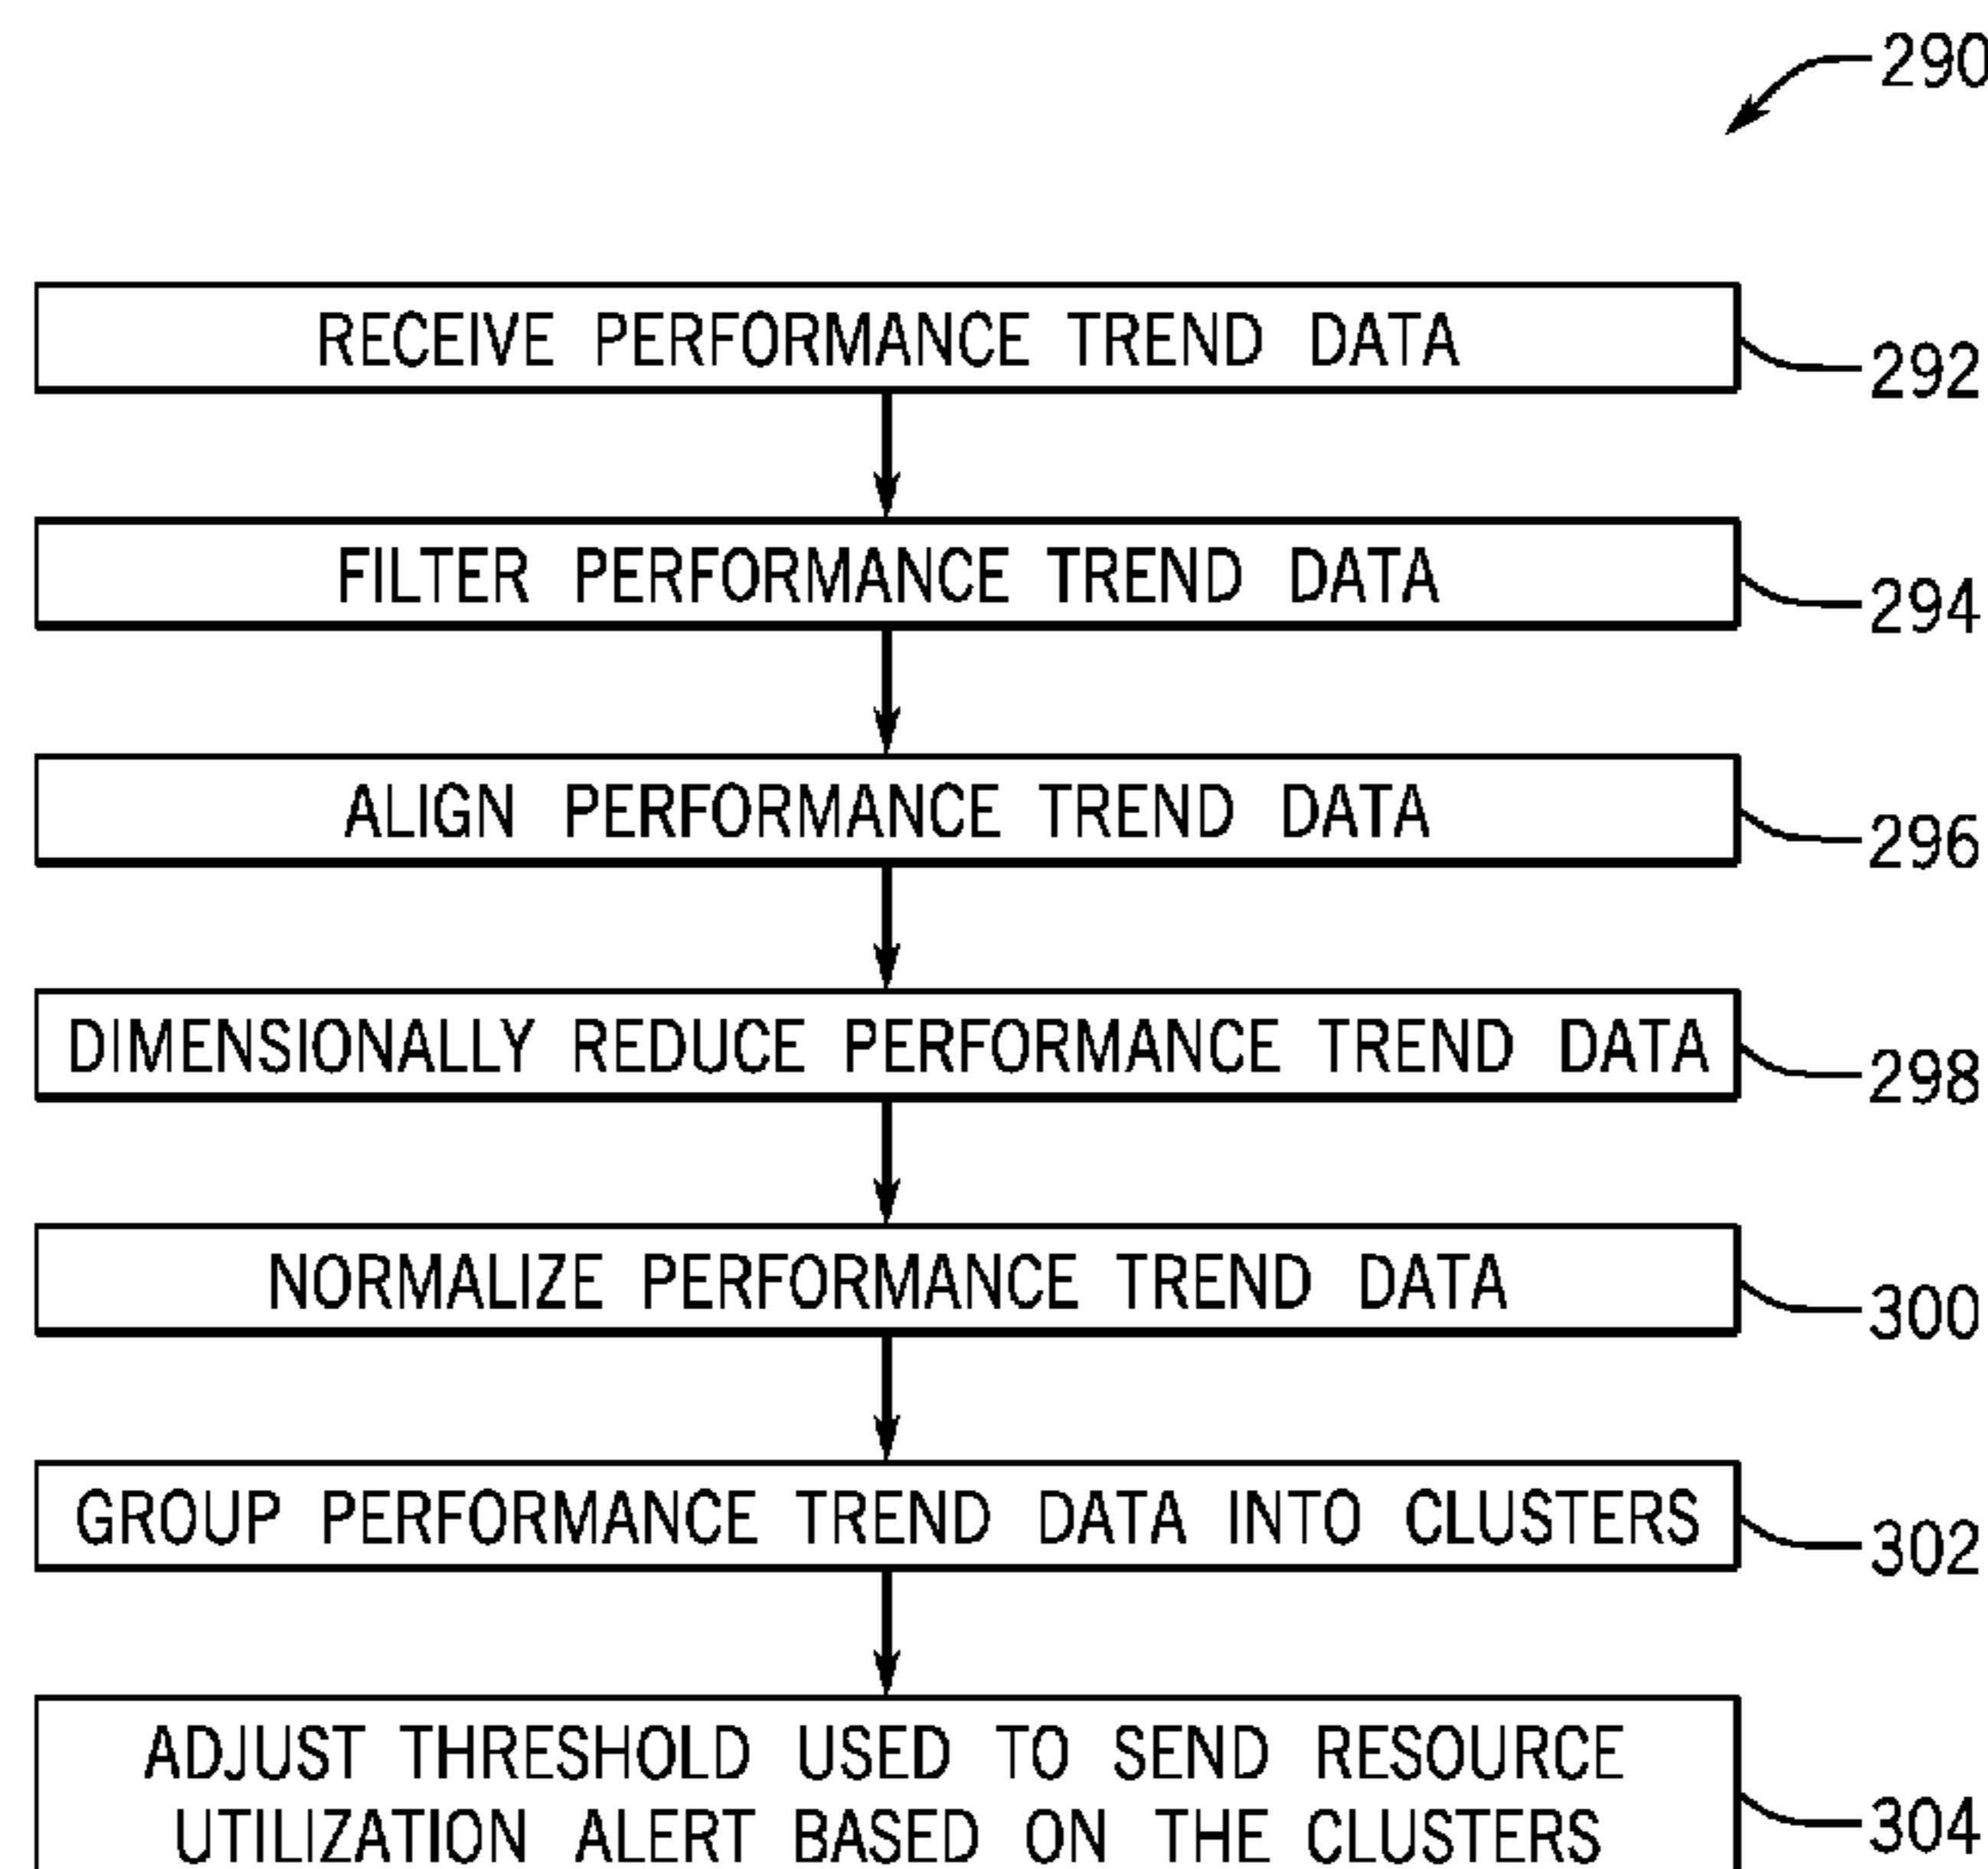 290
RECEIVE PERFORMANCE TREND DATA
292
FILTER PERFORMANCE TREND DATA
294
ALIGN PERFORMANCE TREND DATA
296
DIMENSIONALLY REDUCE PERFORMANCE TREND DATA
298
NORMALIZE PERFORMANCE TREND DATA
300
GROUP PERFORMANCE TREND DATA INTO CLUSTERS
302
ADJUST THRESHOLD USED TO SEND RESOURCE
UTILIZATION ALERT BASED ON THE CLUSTERS
304